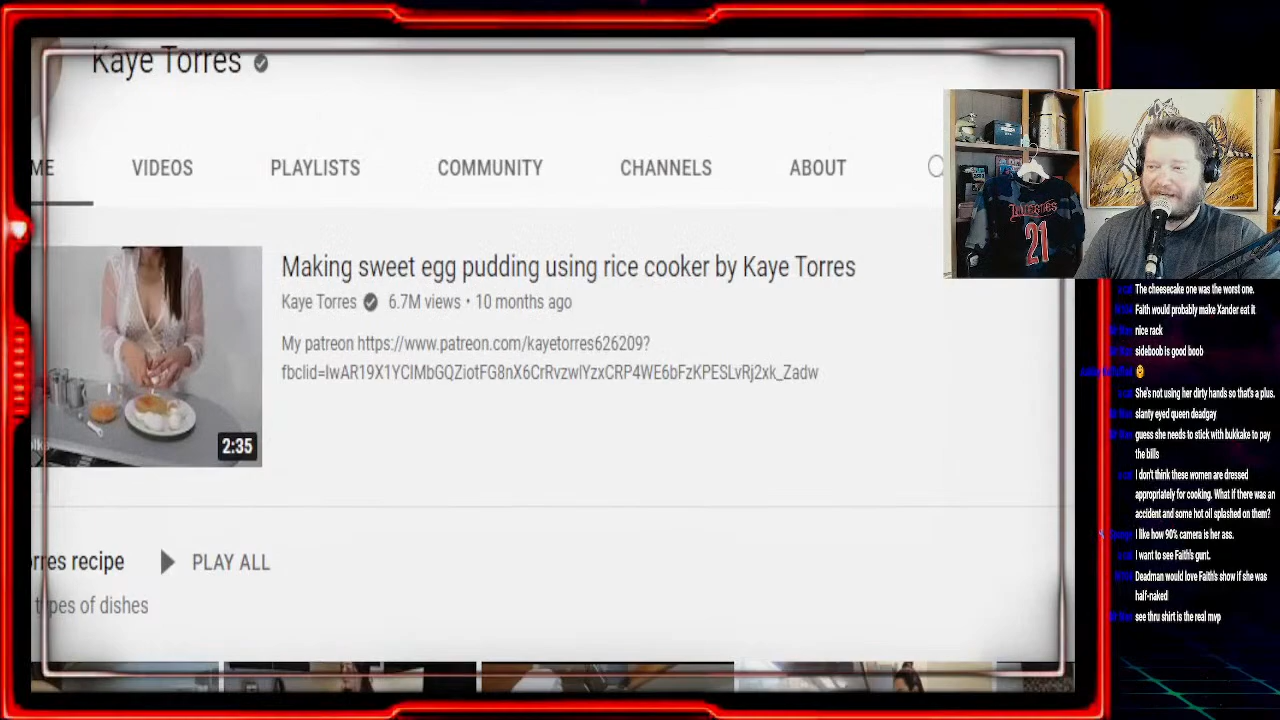 Kaye Torres
ME
VIDEOS
PLAYLISTS
COMMUNITY
CHANNELS
ABOUT
Making sweet egg pudding using rice cooker by Kaye Torres
Kaye Torres 6.7M views • 10 months ago
My patreon https://www.patreon.com/kayetorres626209?
2:35
orres recipe
PLAY ALL
types of dishes
21
The cheesecake one was the worst one.
Faith would probably make Xander eat it
nice rack
sideboob is good boob
She's not using her dirty hands so that's a plus.
slanty eyed queen deadgay
guess she needs to stick with bukkake to pay
the bills
I don't think these women are dressed
appropriately for cooking. What if there was an
accident and some hot oil splashed on them?
I like how 90% camera is her ass.
I want to see Faith's gunt.
Deadman would love Faith's show if she was
half-naked
see thru shirt is the real mvp